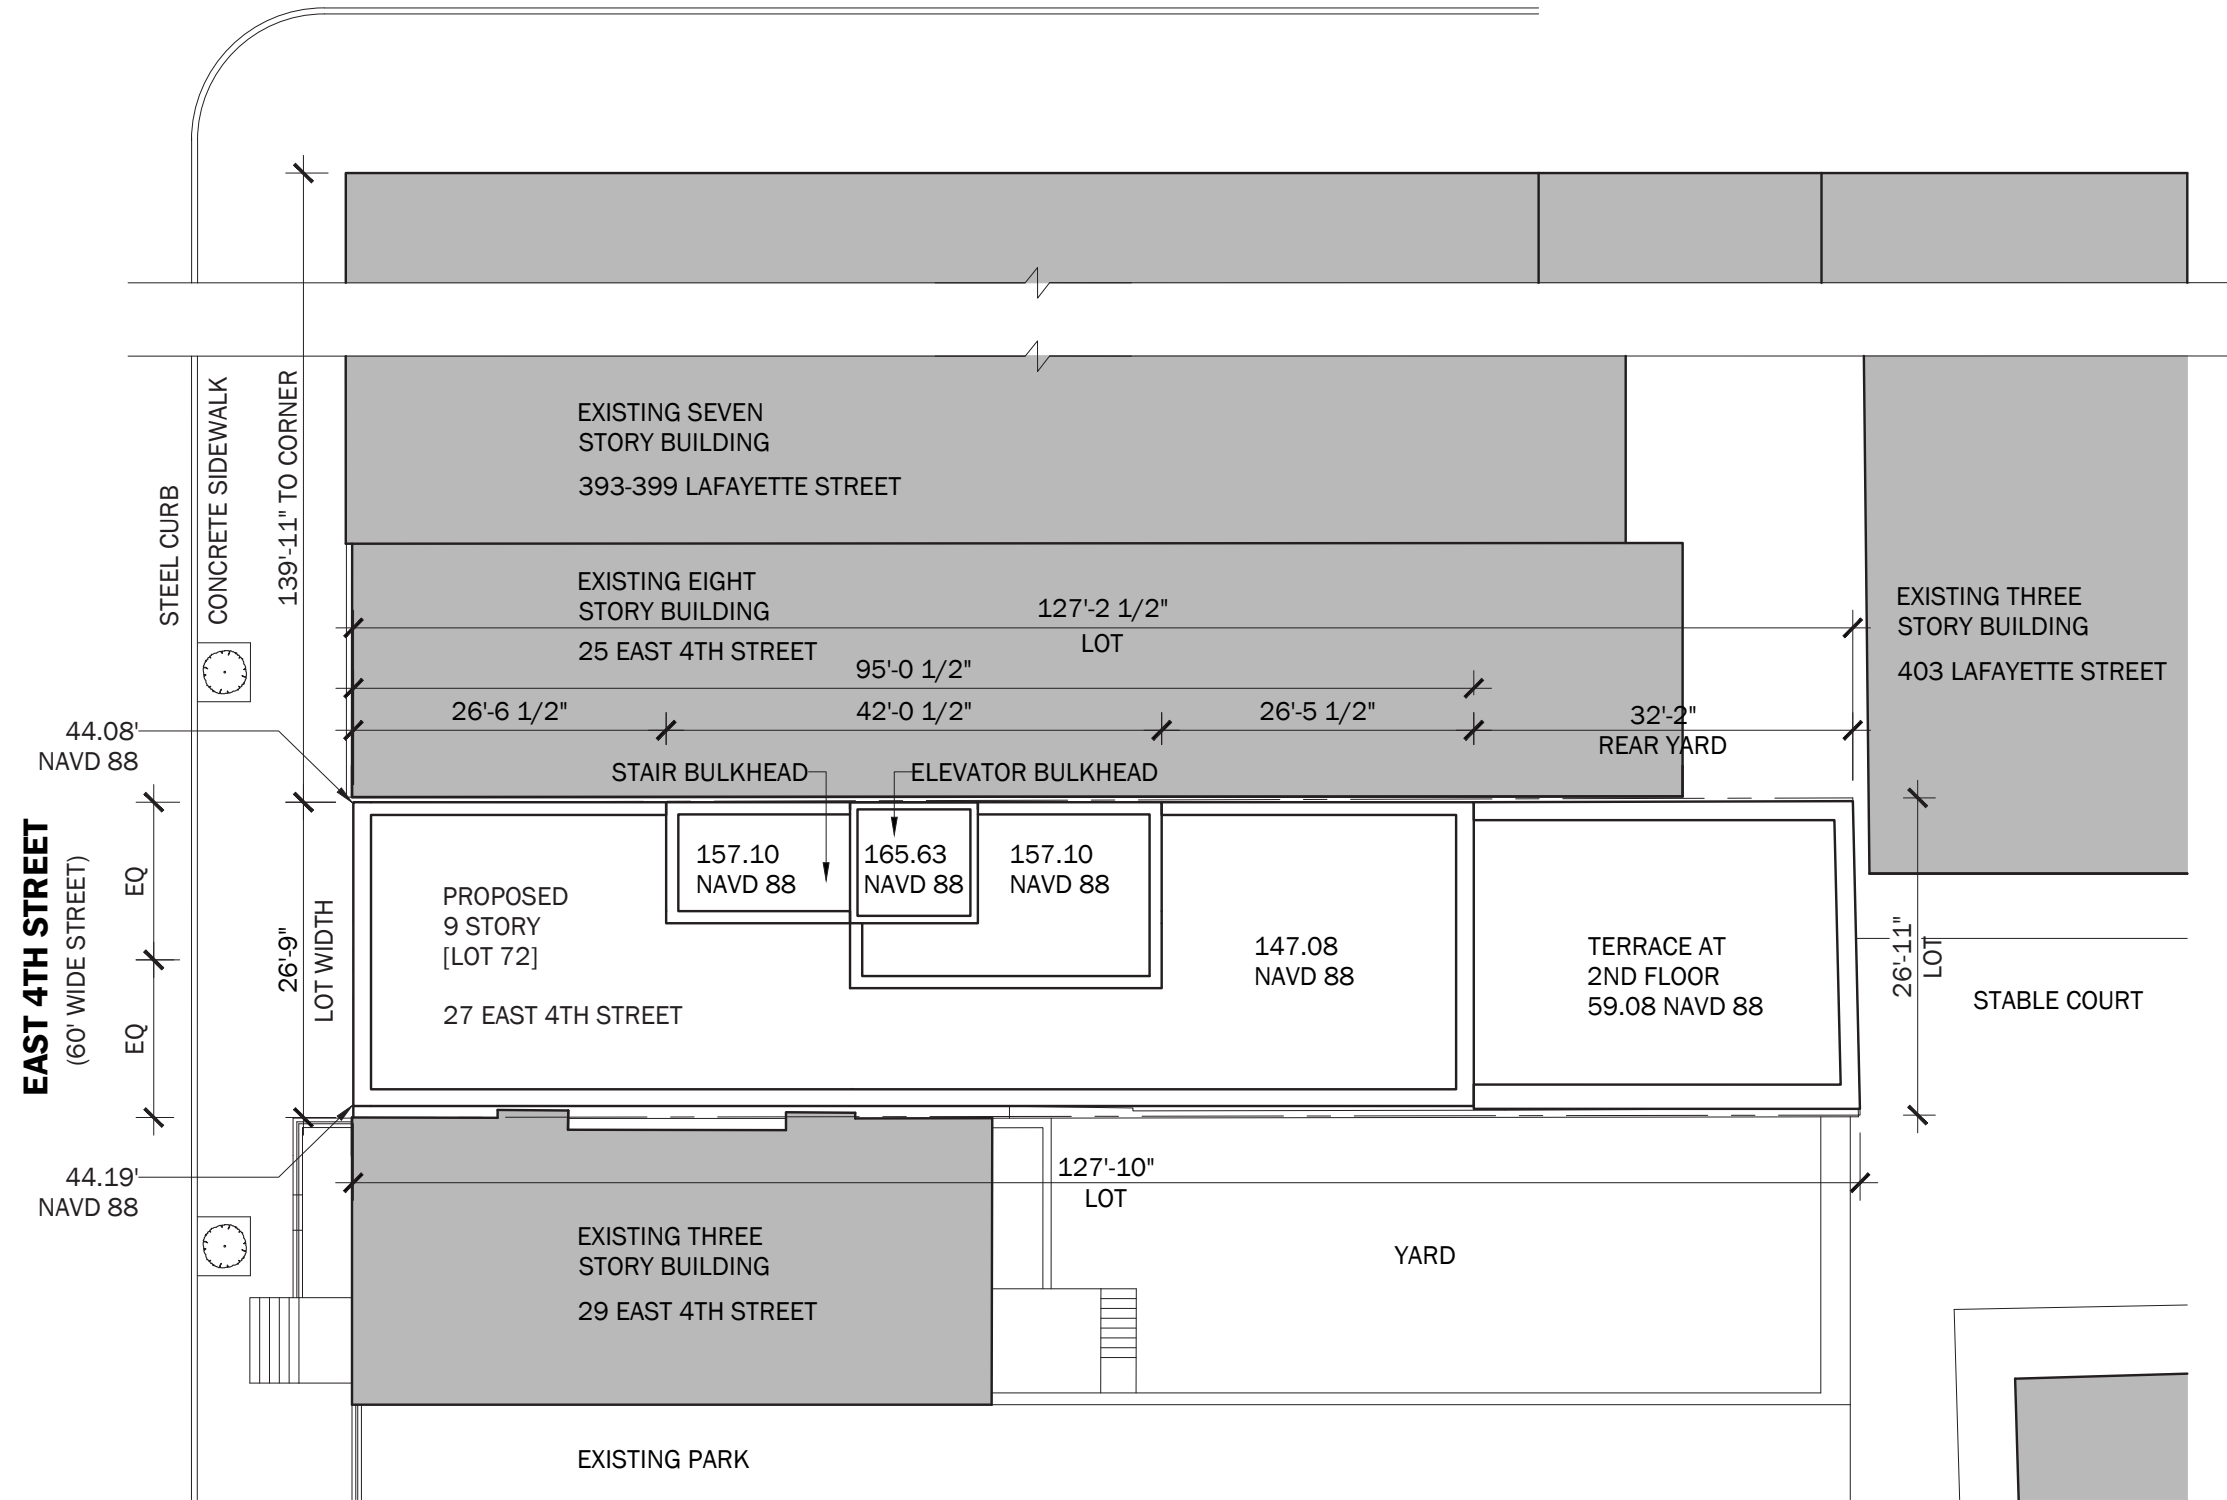 EXISTING SEVEN
STORY BUILDING
393-399 LAFAYETTE STREET
STEEL CURB
CONCRETE SIDEWALK
139'-11" TO CORNER
EXISTING EIGHT
STORY BUILDING
25 EAST 4TH STREET
127'-2 1/2"
LOT
95'-0 1/2"
26'-6 1/2"
42'-0 1/2"
26'-5 1/2"
32'-2"
REAR YARD
EXISTING THREE
STORY BUILDING
403 LAFAYETTE STREET
44.08'
NAVD 88
STAIR BULKHEAD
ELEVATOR BULKHEAD
EAST 4TH STREET
(60' WIDE STREET)
EQ
EQ
26'-9"
LOT WIDTH
PROPOSED
9 STORY
[LOT 72]
27 EAST 4TH STREET
157.10
NAVD 88
165.63
NAVD 88
157.10
NAVD 88
147.08
NAVD 88
TERRACE AT
2ND FLOOR
59.08 NAVD 88
26'-11"
LOT
STABLE COURT
44.19'
NAVD 88
127'-10"
LOT
EXISTING THREE
STORY BUILDING
29 EAST 4TH STREET
YARD
EXISTING PARK